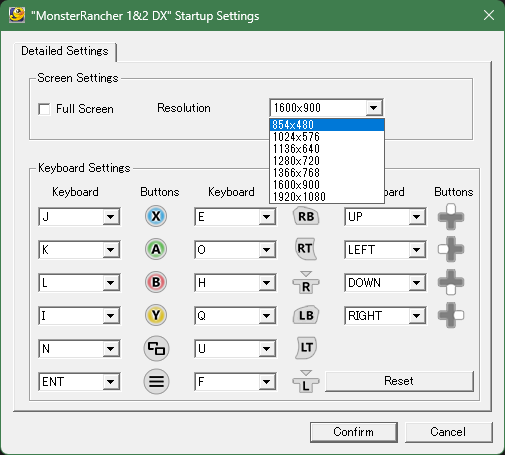 "MonsterRancher 1&2 DX" Startup Settings
Detailed Settings
Screen Settings
Full Screen Resolution 1600x900
854x480
1024x576
1136x640
1280x720
1366x768
1600x900
1920x1080
Keyboard Settings
Keyboard Buttons Keyboard board Buttons
J X E RB UP
K A O RT LEFT
L B H R DOWN
I Y Q LB RIGHT
N U LT
ENT F L Reset
Confirm Cancel